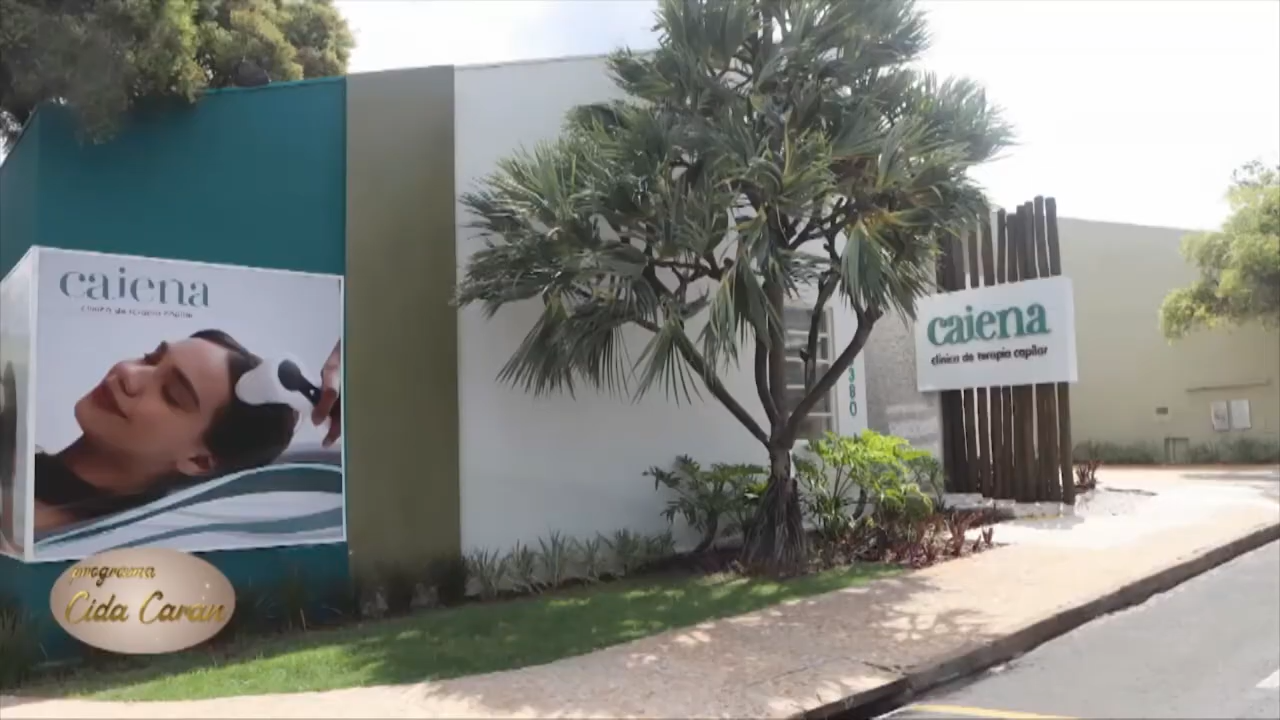 caiena
clínica de terapia capilar
caiena
clínica de terapia capilar
380
programa
Cida Caran